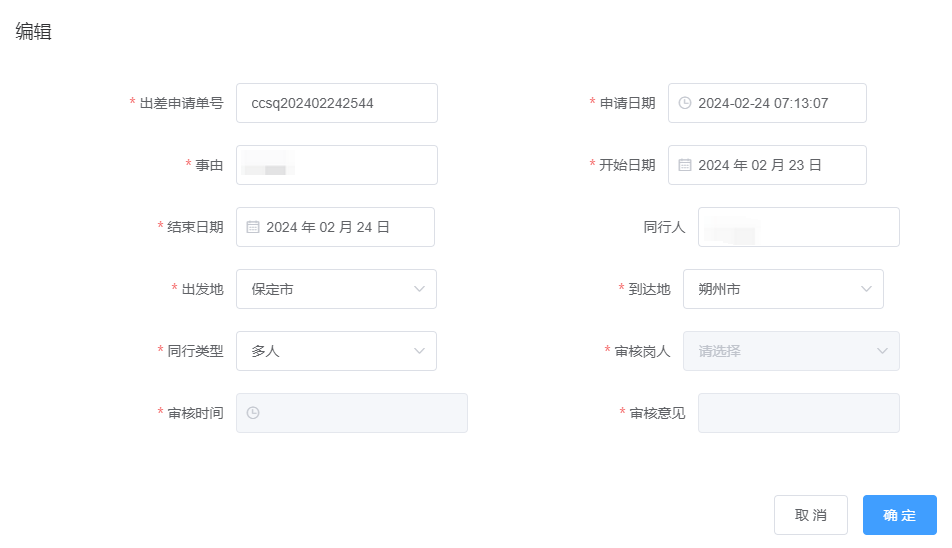 编辑
* 出差申请单号 ccsq202402242544 * 申请日期 2024-02-24 07:13:07
* 事由 * 开始日期 2024 年 02 月 23 日
* 结束日期 2024 年 02 月 24 日 同行人
* 出发地 保定市 * 到达地 朔州市
* 同行类型 多人 * 审核岗人 请选择
* 审核时间 * 审核意见
取 消 确 定